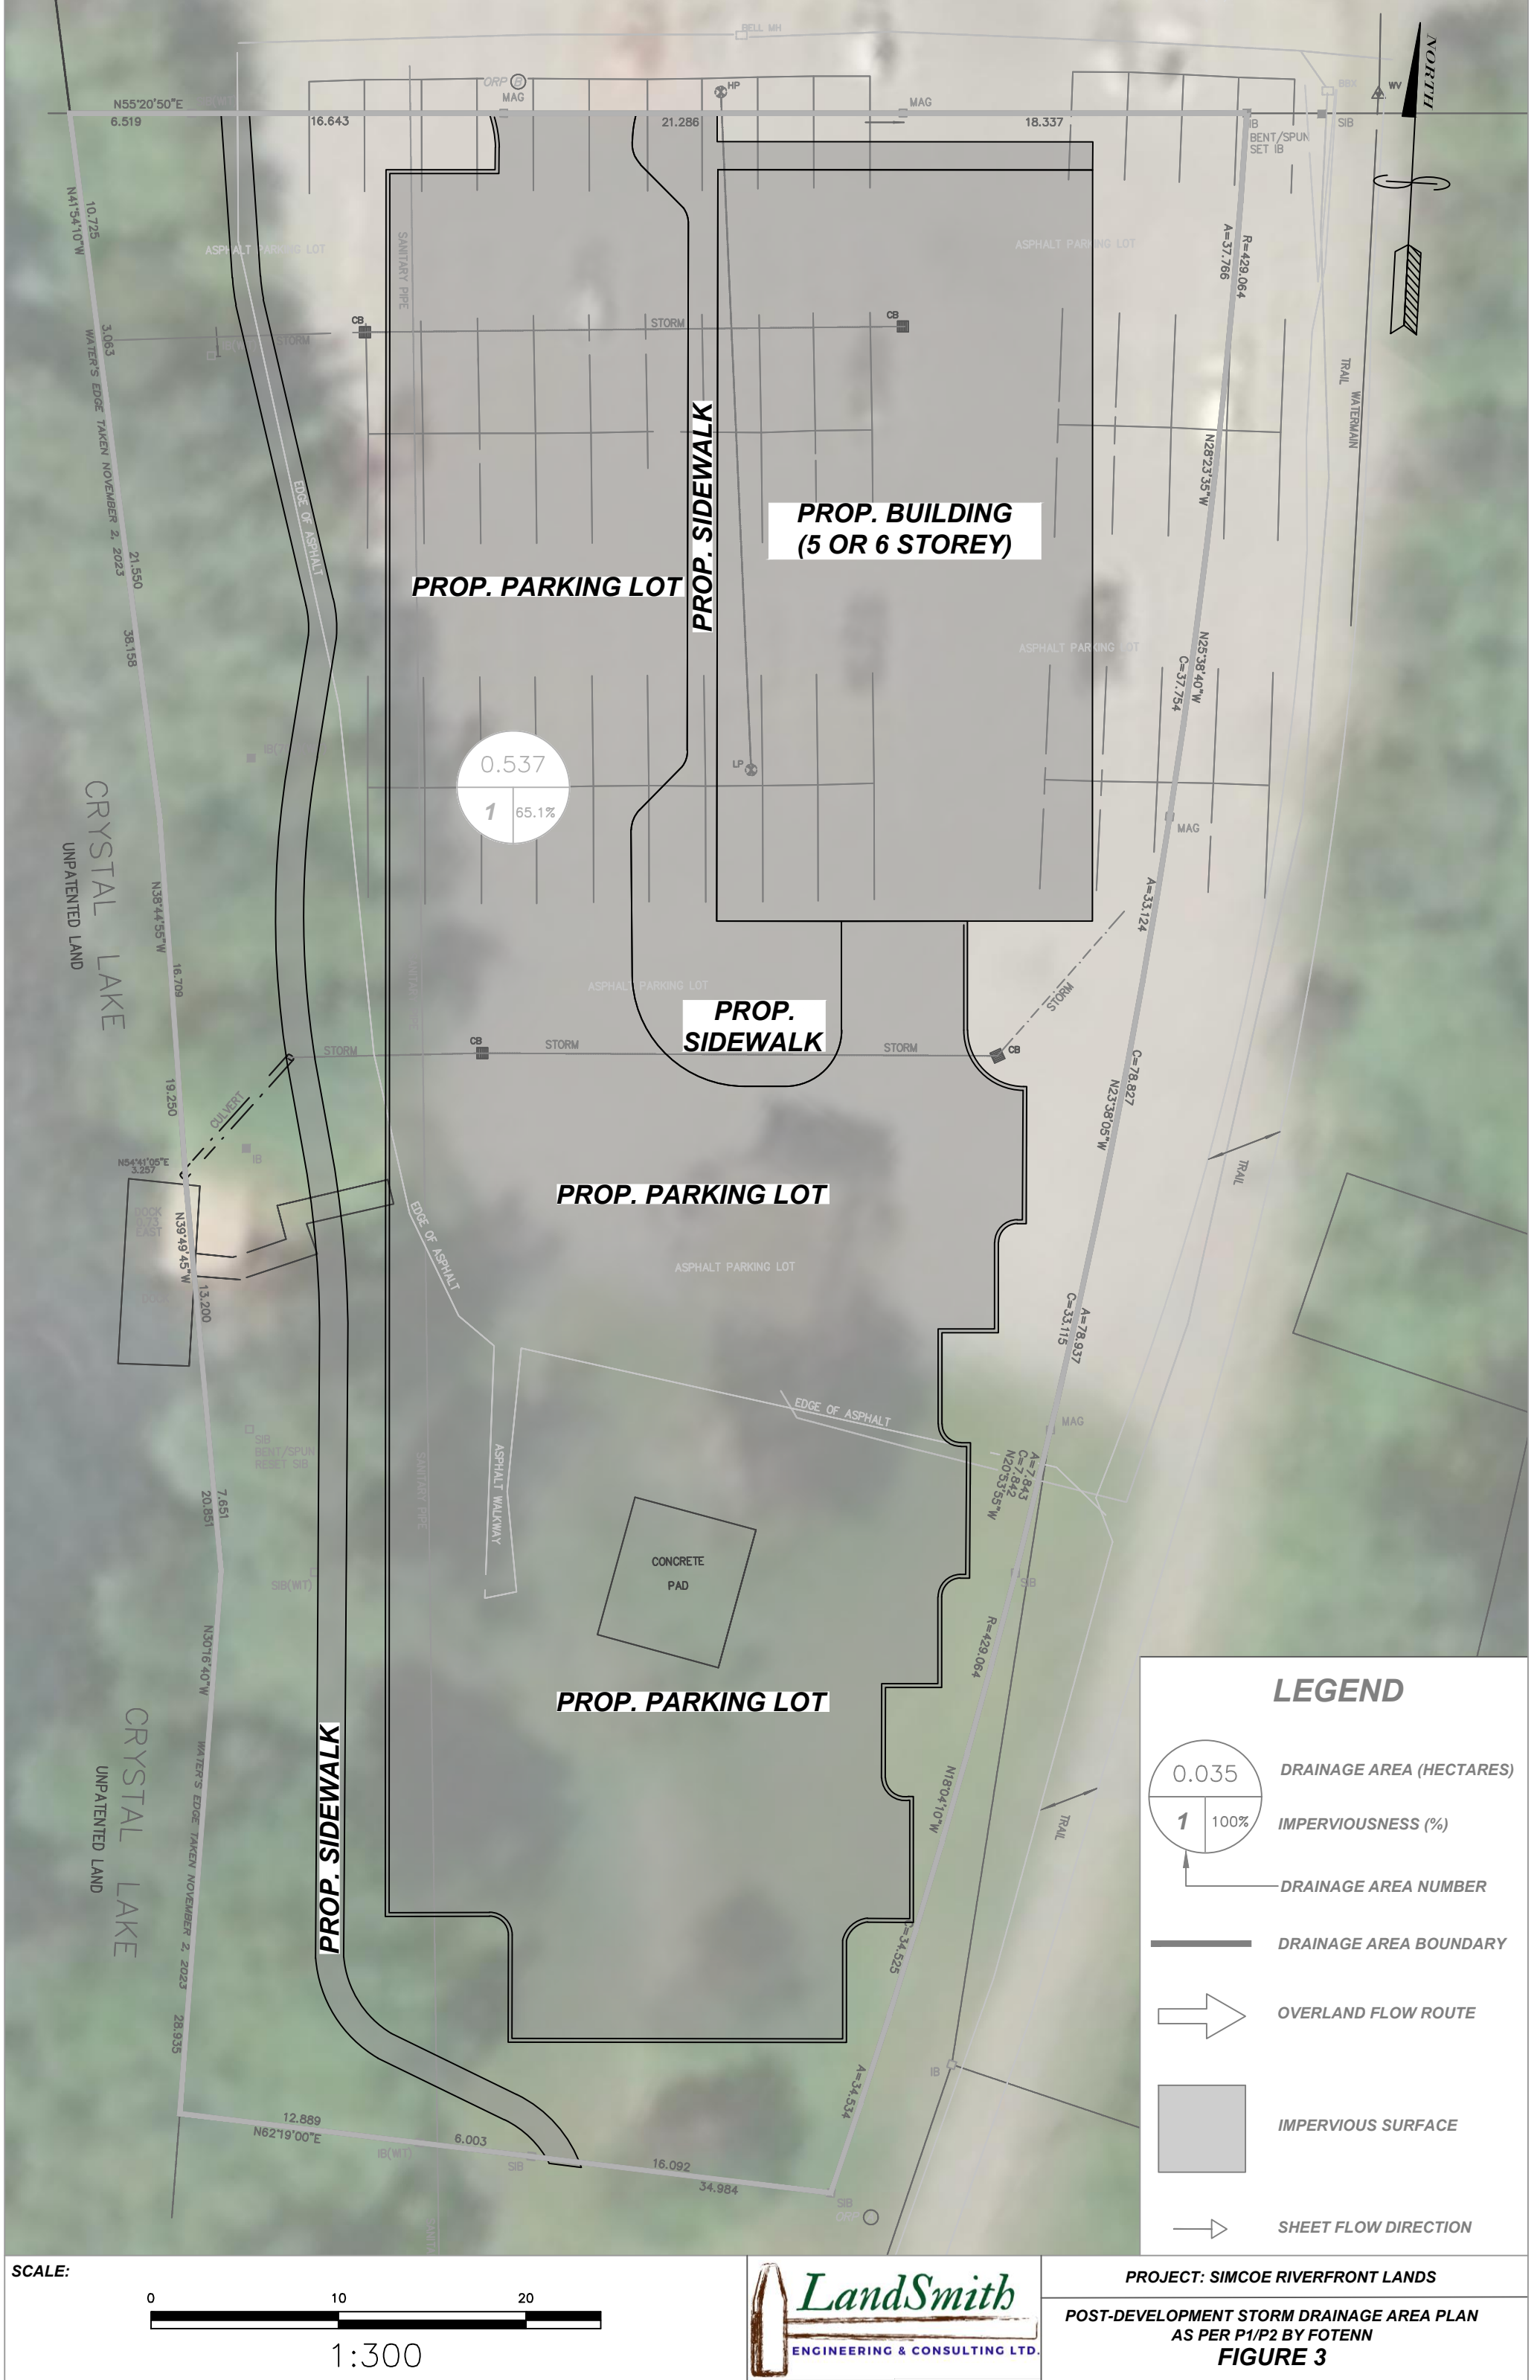 BELL MH
ORP
B
MAG
HP
MAG
WV
NORTH
N55°20'50"E
6.519
16.643
21.286
18.337
IB
SIB
BENT/SPUN
SET IB
N41°54'10"W
10.725
ASPHALT PARKING LOT
SANITARY PIPE
ASPHALT PARKING LOT
A=37.766
R=429.064
3.063
STORM
CB
STORM
CB
WATER'S EDGE TAKEN NOVEMBER 2, 2023
TRAIL
WATERMAIN
EDGE OF ASPHALT
PROP. SIDEWALK
N28°23'35"W
PROP. BUILDING
(5 OR 6 STOREY)
21.550
PROP. PARKING LOT
38.158
ASPHALT PARKING LOT
N25°38'40"W
C=37.754
LP
0.537
1
65.1%
MAG
CRYSTAL LAKE
UNPATENTED LAND
N38°44'55"W
A=33.124
16.709
ASPHALT PARKING LOT
STORM
PROP.
SIDEWALK
STORM
CB
STORM
STORM
CB
C=78.827
N23°38'05"W
19.250
CULVERT
IB
N54°41'05"E
3.257
TRAIL
PROP. PARKING LOT
DOCK
EAST
N39°49'45"W
EDGE OF ASPHALT
ASPHALT PARKING LOT
13.200
C=33.115
A=78.937
EDGE OF ASPHALT
MAG
SIB
BENT/SPUN
RESET SIB
SANITARY PIPE
ASPHALT WALKWAY
A=7.843
C=7.842
N20°53'55"W
7.651
20.851
CONCRETE
PAD
SIB(WIT)
SIB
N30°16'40"W
R=429.064
PROP. PARKING LOT
CRYSTAL LAKE
UNPATENTED LAND
WATER'S EDGE TAKEN NOVEMBER 2, 2023
PROP. SIDEWALK
N18°04'10"W
TRAIL
C=34.525
28.935
A=34.534
IB
12.889
N62°19'00"E
IB(WIT)
6.003
SIB
16.092
34.984
SIB
ORP
LEGEND
0.035
1
100%
DRAINAGE AREA (HECTARES)
IMPERVIOUSNESS (%)
DRAINAGE AREA NUMBER
DRAINAGE AREA BOUNDARY
OVERLAND FLOW ROUTE
IMPERVIOUS SURFACE
SHEET FLOW DIRECTION
SCALE:
0 10 20
1:300
LandSmith
ENGINEERING & CONSULTING LTD.
PROJECT: SIMCOE RIVERFRONT LANDS
POST-DEVELOPMENT STORM DRAINAGE AREA PLAN
AS PER P1/P2 BY FOTENN
FIGURE 3